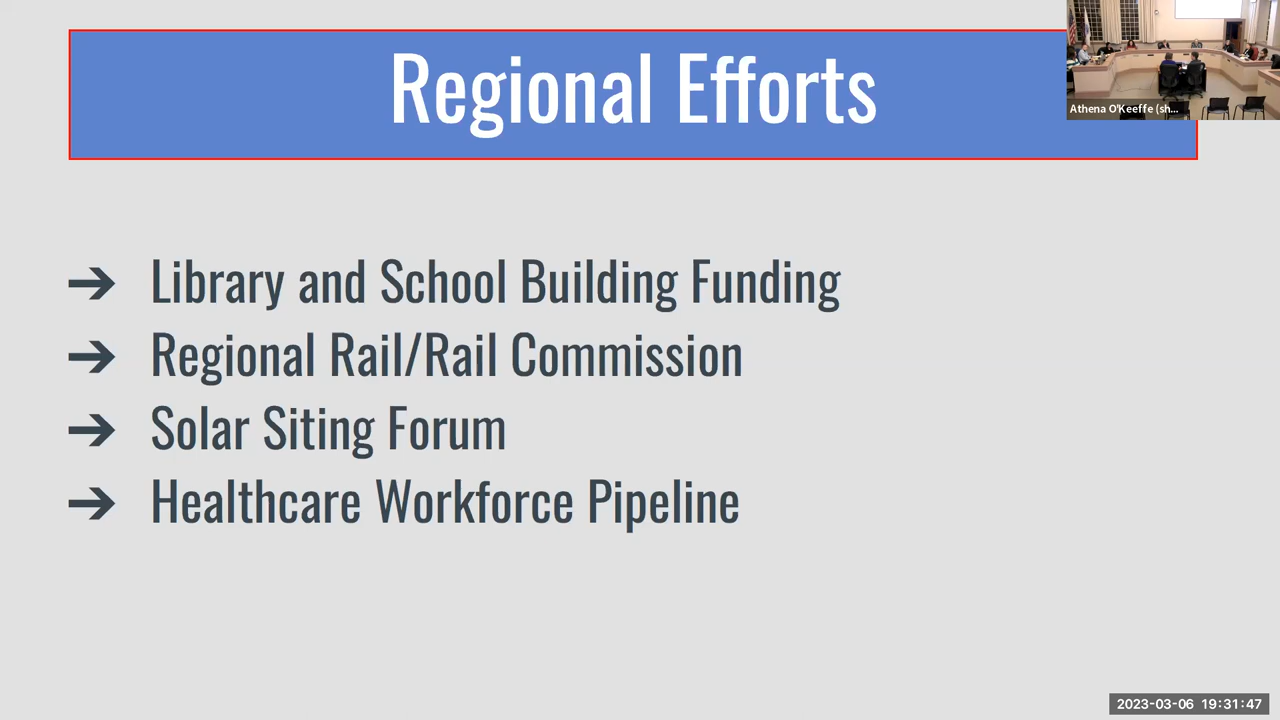 Regional Efforts
Athena O'Keeffe (sh...
➔ Library and School Building Funding
➔ Regional Rail/Rail Commission
➔ Solar Siting Forum
➔ Healthcare Workforce Pipeline
2023-03-06 19:31:47